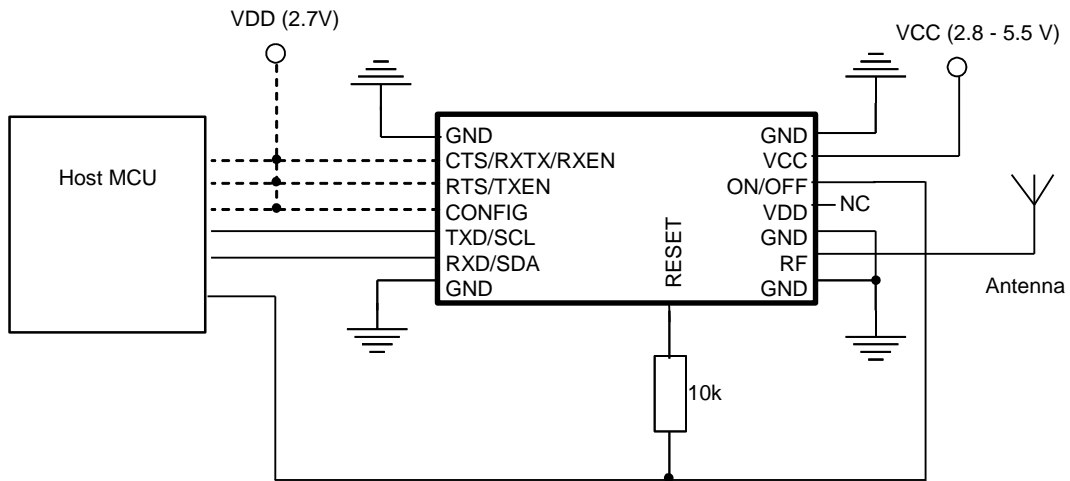 VDD (2.7V)
VCC (2.8 - 5.5 V)
Host MCU
GND
CTS/RXTX/RXEN
RTS/TXEN
CONFIG
TXD/SCL
RXD/SDA
GND
RESET
GND
VCC
ON/OFF
VDD
NC
GND
RF
GND
Antenna
10k